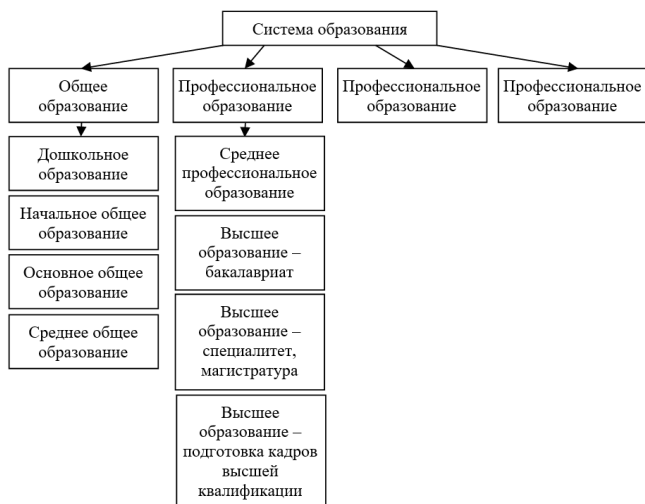 Система образования
Общее
образование
Профессиональное
образование
Профессиональное
образование
Профессиональное
образование
Дошкольное
образование
Начальное общее
образование
Основное общее
образование
Среднее общее
образование
Среднее
профессиональное
образование
Высшее
образование –
бакалавриат
Высшее
образование –
специалитет,
магистратура
Высшее
образование –
подготовка кадров
высшей
квалификации